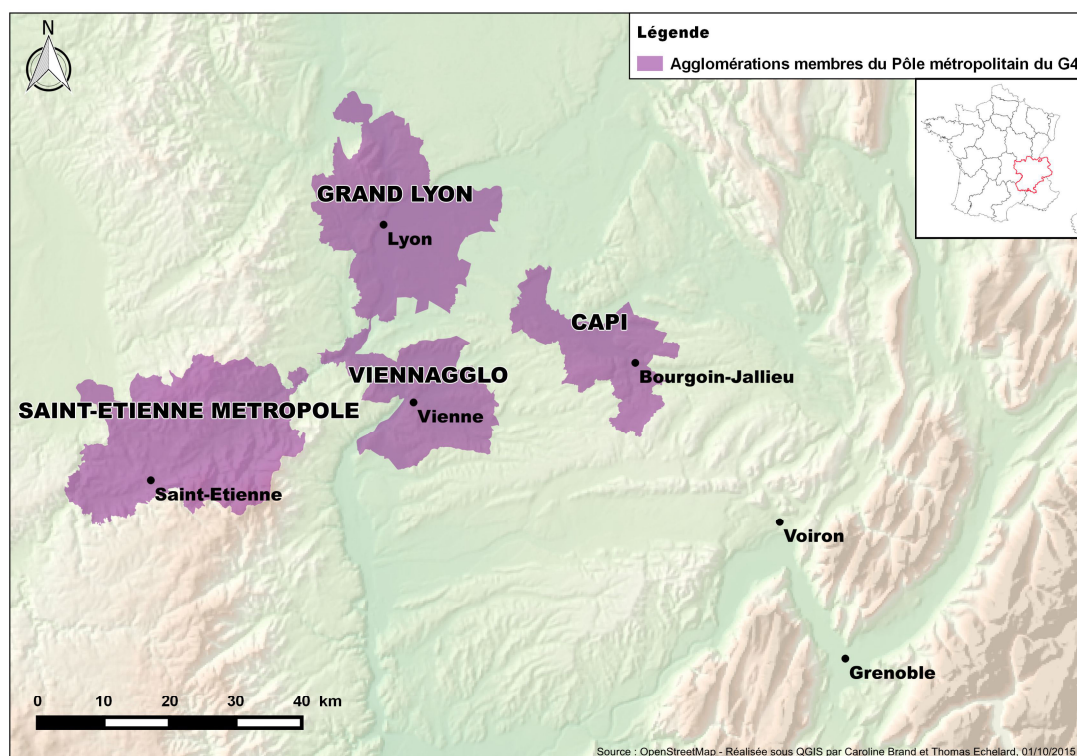 N
Légende
Agglomérations membres du Pôle métropolitain du G4
GRAND LYON
Lyon
CAPI
Bourgoin-Jallieu
VIENNAGGLO
Vienne
SAINT-ETIENNE METROPOLE
Saint-Etienne
Voiron
Grenoble
0 10 20 30 40 km
Source : OpenStreetMap - Réalisée sous QGIS par Caroline Brand et Thomas Echelard, 01/10/2015